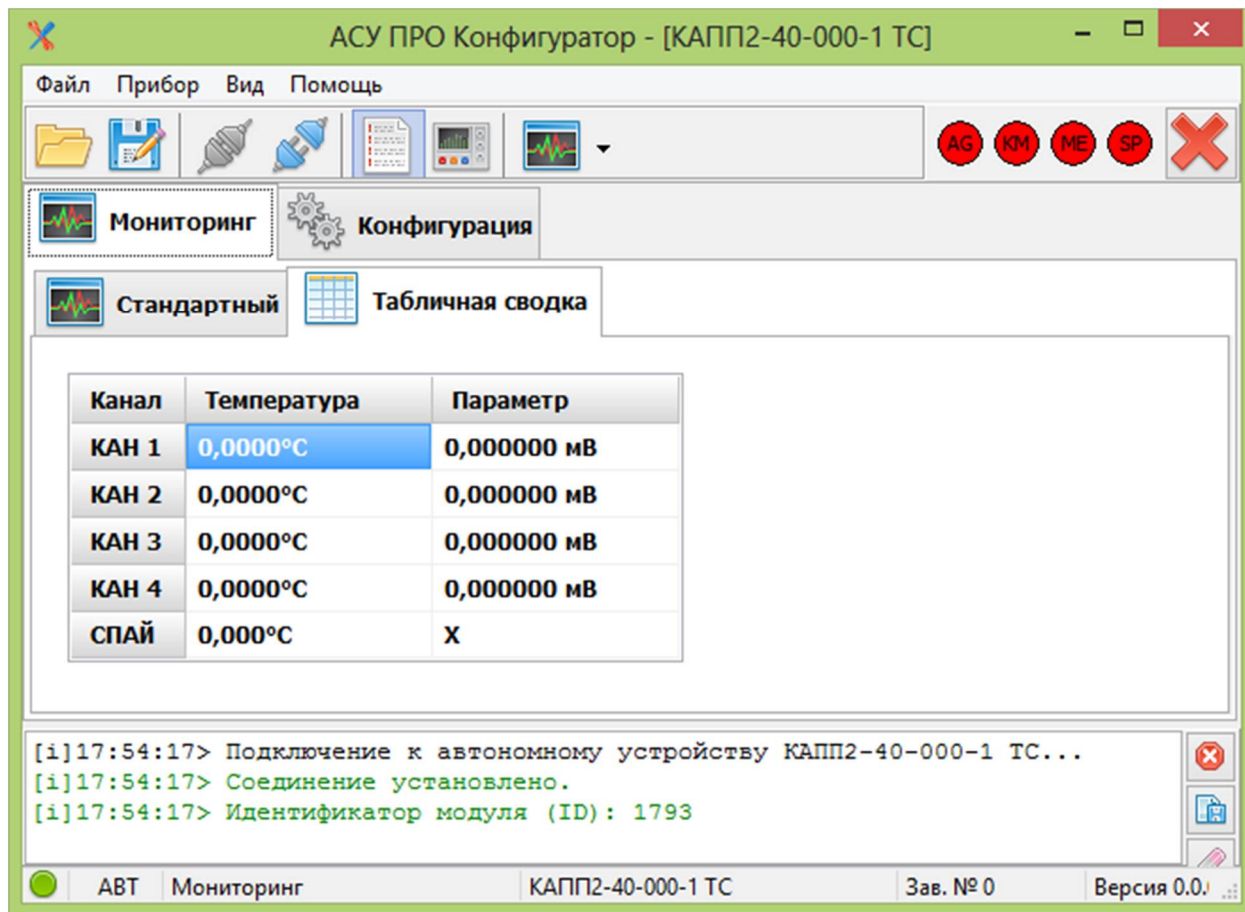 АСУ ПРО Конфигуратор - [КАПП2-40-000-1 ТС]
Файл Прибор Вид Помощь
AG KM ME SP
Мониторинг Конфигурация
Стандартный Табличная сводка
Канал Температура Параметр
КАН 1 0,0000°C 0,000000 мВ
КАН 2 0,0000°C 0,000000 мВ
КАН 3 0,0000°C 0,000000 мВ
КАН 4 0,0000°C 0,000000 мВ
СПАЙ 0,000°C X
[i]17:54:17> Подключение к автономному устройству КАПП2-40-000-1 ТС...
[i]17:54:17> Соединение установлено.
[i]17:54:17> Идентификатор модуля (ID): 1793
АВТ Мониторинг КАПП2-40-000-1 ТС Зав. № 0 Версия 0.0.